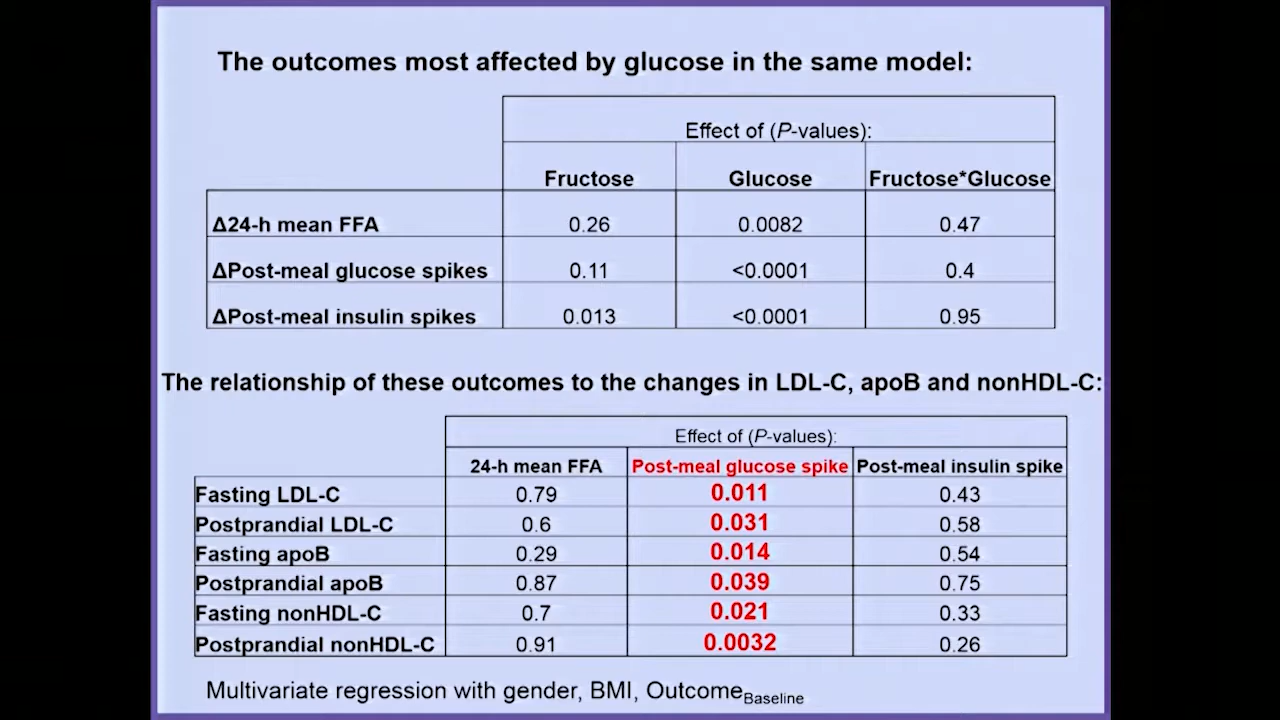 The outcomes most affected by glucose in the same model:
Effect of (P-values):
Fructose Glucose Fructose*Glucose
Δ24-h mean FFA 0.26 0.0082 0.47
ΔPost-meal glucose spikes 0.11 <0.0001 0.4
ΔPost-meal insulin spikes 0.013 <0.0001 0.95
The relationship of these outcomes to the changes in LDL-C, apoB and nonHDL-C:
Effect of (P-values):
24-h mean FFA Post-meal glucose spike Post-meal insulin spike
Fasting LDL-C 0.79 0.011 0.43
Postprandial LDL-C 0.6 0.031 0.58
Fasting apoB 0.29 0.014 0.54
Postprandial apoB 0.87 0.039 0.75
Fasting nonHDL-C 0.7 0.021 0.33
Postprandial nonHDL-C 0.91 0.0032 0.26
Multivariate regression with gender, BMI, OutcomeBaseline